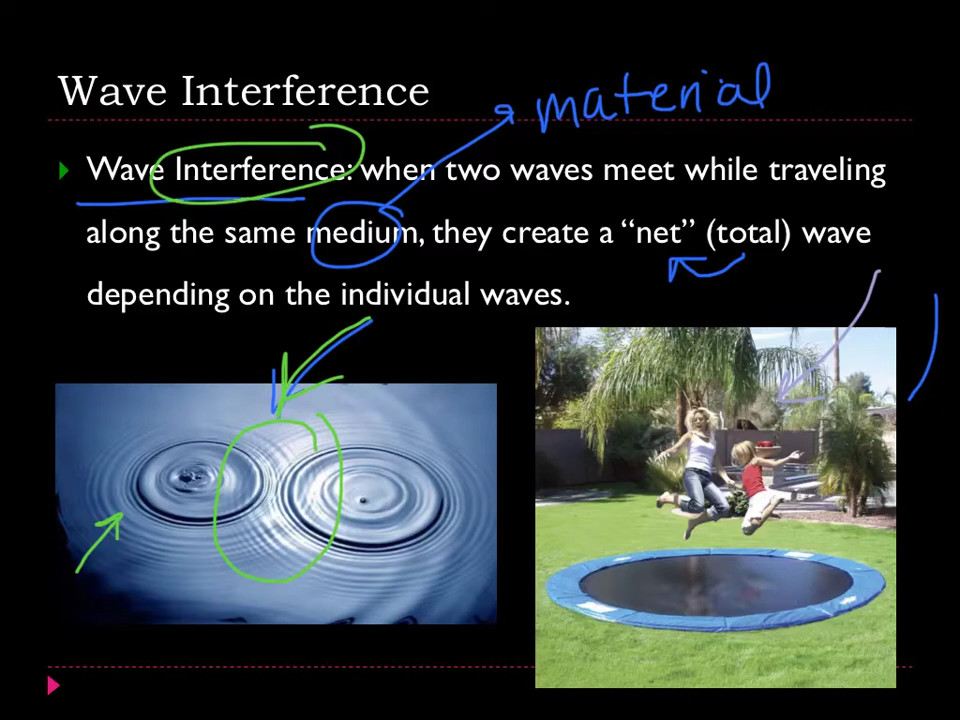 Wave Interference
material
Wave Interference: when two waves meet while traveling
along the same medium, they create a “net” (total) wave
depending on the individual waves.